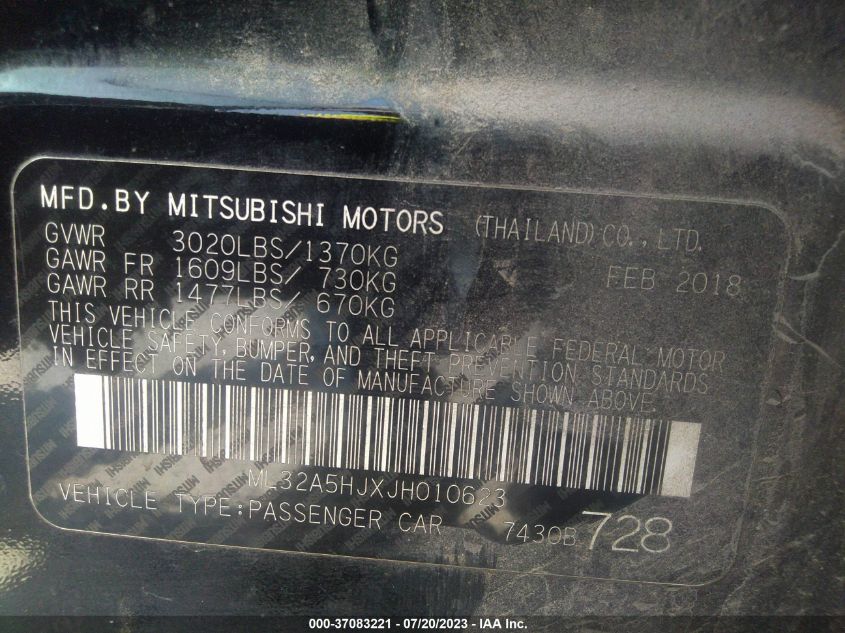 MFD.BY MITSUBISHI MOTORS (THAILAND) CO., LTD.
GVWR 3020LBS/1370KG FEB 2018
GAWR FR 1609LBS/ 730KG
GAWR RR 1477LBS/ 670KG
THIS VEHICLE CONFORMS TO ALL APPLICABLE FEDERAL MOTOR
VEHICLE SAFETY, BUMPER, AND THEFT PREVENTION STANDARDS
IN EFFECT ON THE DATE OF MANUFACTURE SHOWN ABOVE.
ML32A5HJXJH010623
VEHICLE TYPE:PASSENGER CAR 7430B 728
000-37083221 - 07/20/2023 - IAA Inc.